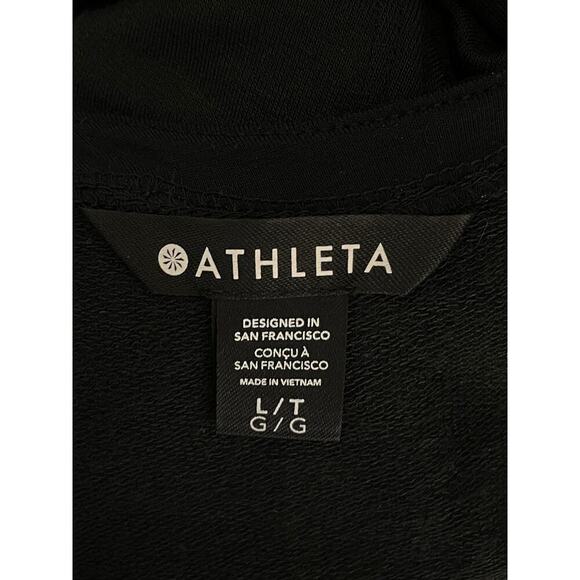 ATHLETA
DESIGNED IN
SAN FRANCISCO
CONÇU À
SAN FRANCISCO
MADE IN VIETNAM
L/T
G/G